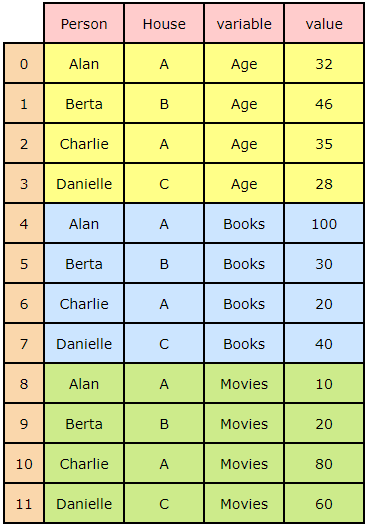 Person House variable value
0 Alan A Age 32
1 Berta B Age 46
2 Charlie A Age 35
3 Danielle C Age 28
4 Alan A Books 100
5 Berta B Books 30
6 Charlie A Books 20
7 Danielle C Books 40
8 Alan A Movies 10
9 Berta B Movies 20
10 Charlie A Movies 80
11 Danielle C Movies 60